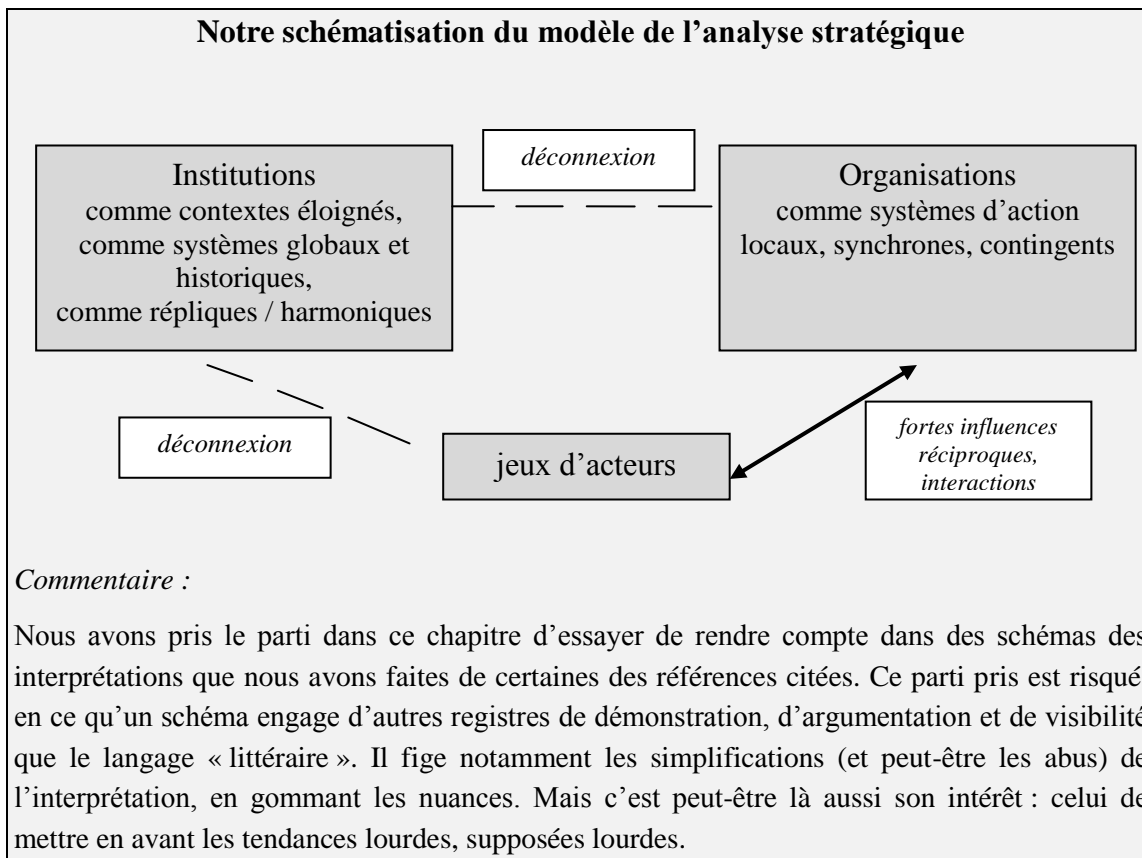 Notre schématisation du modèle de l’analyse stratégique
déconnexion
Institutions
comme contextes éloignés,
comme systèmes globaux et
historiques,
comme répliques / harmoniques
Organisations
comme systèmes d’action
locaux, synchrones, contingents
déconnexion
jeux d’acteurs
fortes influences
réciproques,
interactions
Commentaire :
Nous avons pris le parti dans ce chapitre d’essayer de rendre compte dans des schémas des
interprétations que nous avons faites de certaines des références citées. Ce parti pris est risqué
en ce qu’un schéma engage d’autres registres de démonstration, d’argumentation et de visibilité
que le langage « littéraire ». Il fige notamment les simplifications (et peut-être les abus) de
l’interprétation, en gommant les nuances. Mais c’est peut-être là aussi son intérêt : celui de
mettre en avant les tendances lourdes, supposées lourdes.